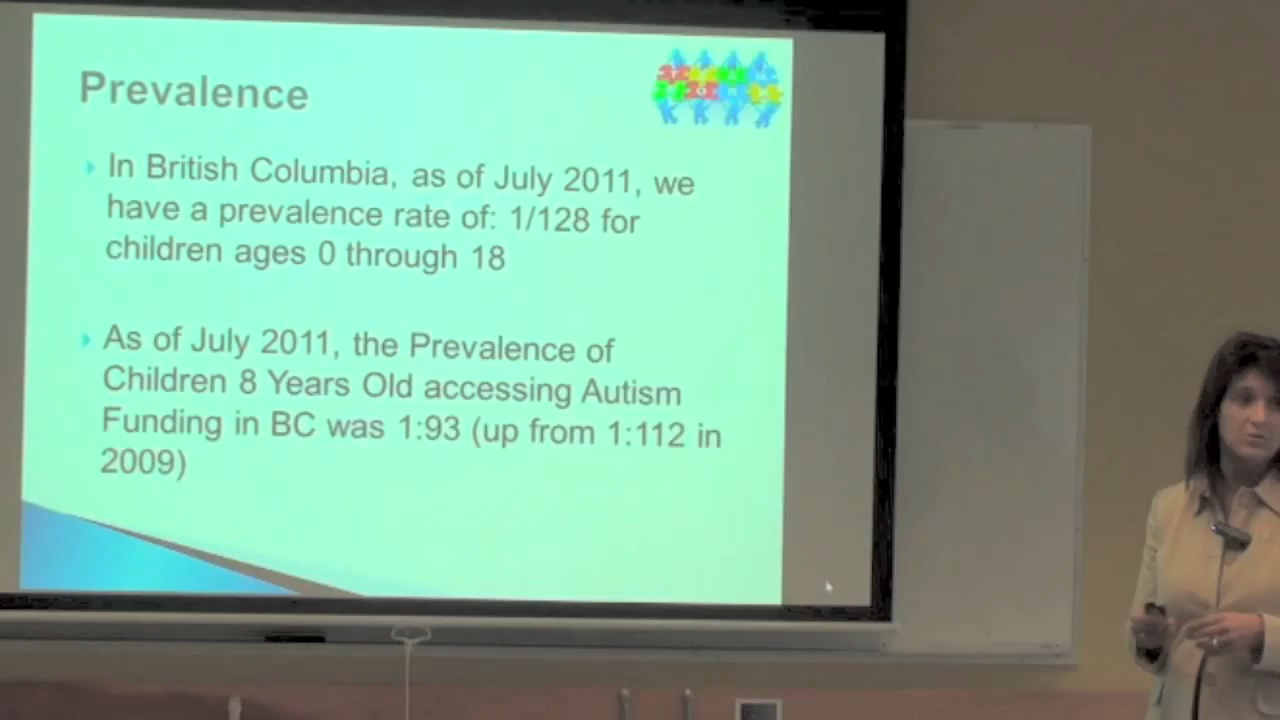 Prevalence
In British Columbia, as of July 2011, we
have a prevalence rate of: 1/128 for
children ages 0 through 18
As of July 2011, the Prevalence of
Children 8 Years Old accessing Autism
Funding in BC was 1:93 (up from 1:112 in
2009)